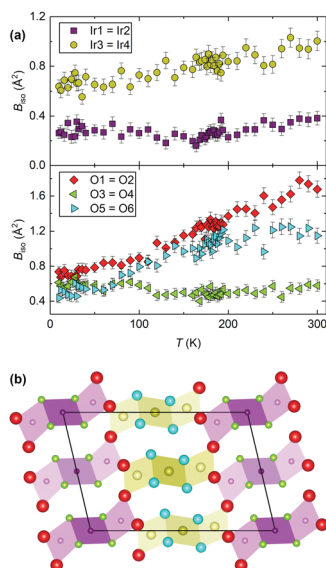 (a)
Ir1 = Ir2
Ir3 = Ir4
1.2
0.8
0.4
0.0
B_iso (Å²)
O1 = O2
O3 = O4
O5 = O6
1.6
1.2
0.8
0.4
B_iso (Å²)
0 100 200 300
T (K)
(b)